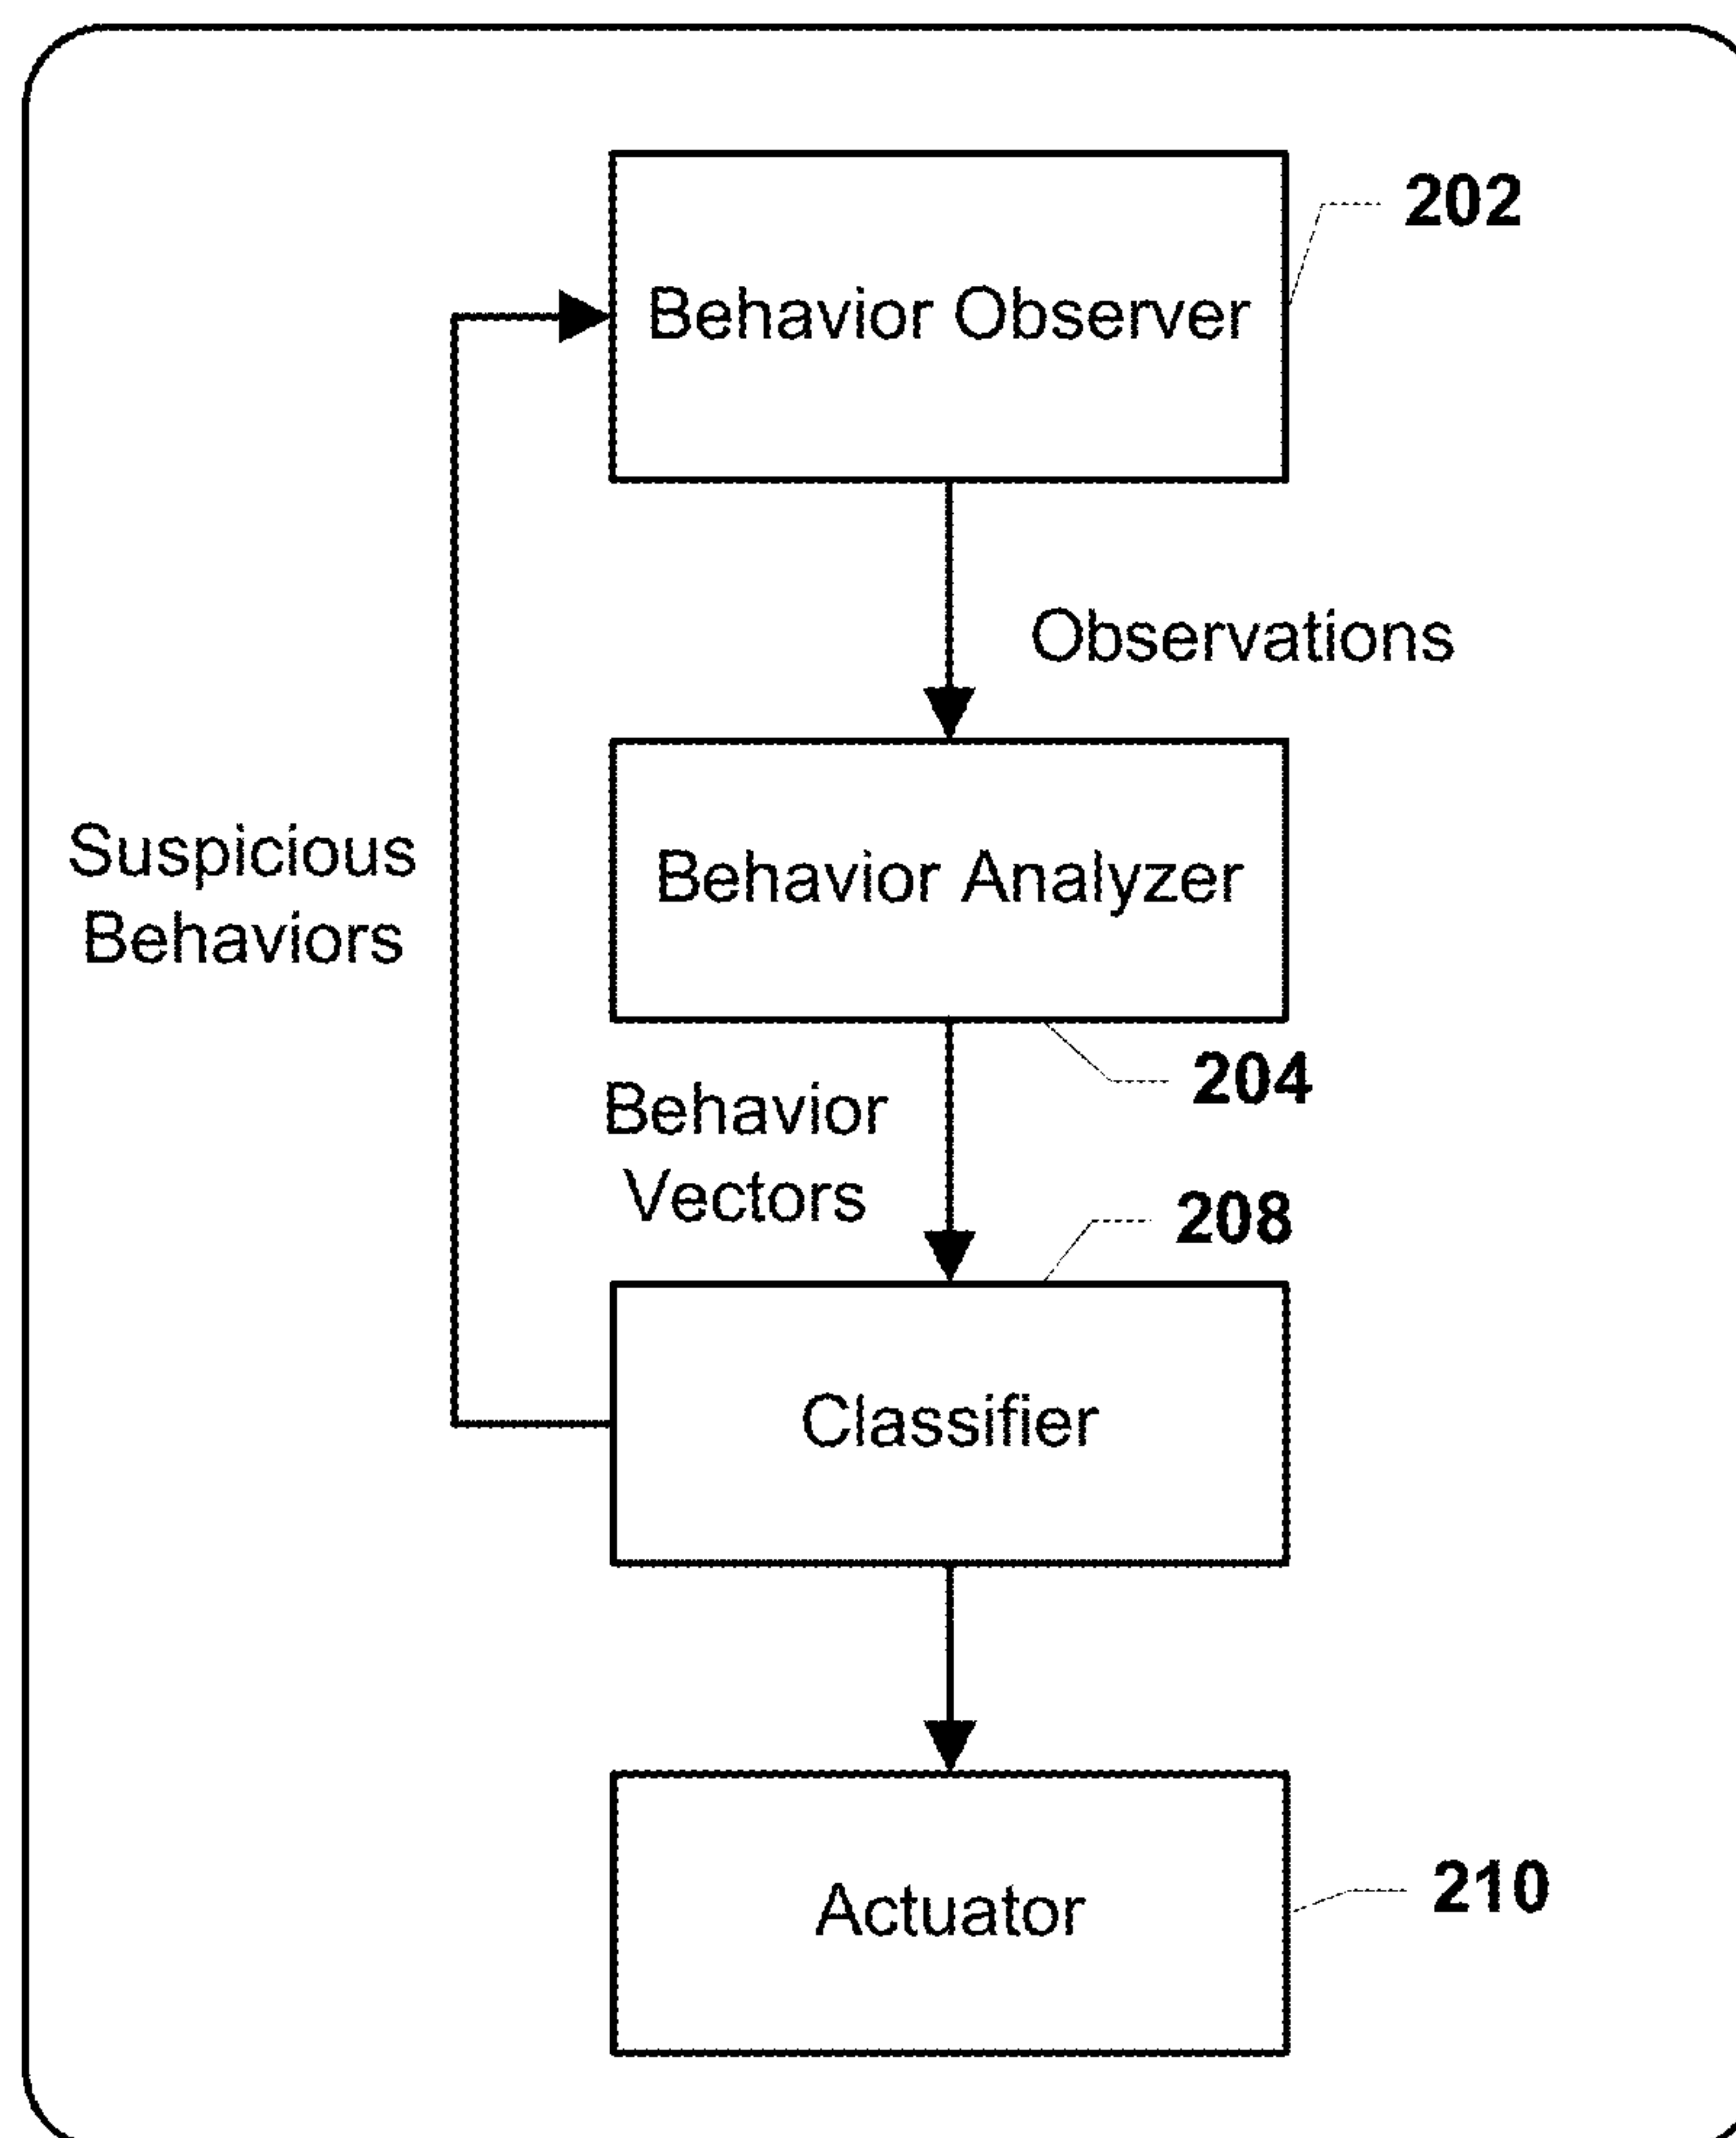 202
Behavior Observer
Observations
Suspicious
Behaviors
Behavior Analyzer
204
Behavior
Vectors
208
Classifier
Actuator
210